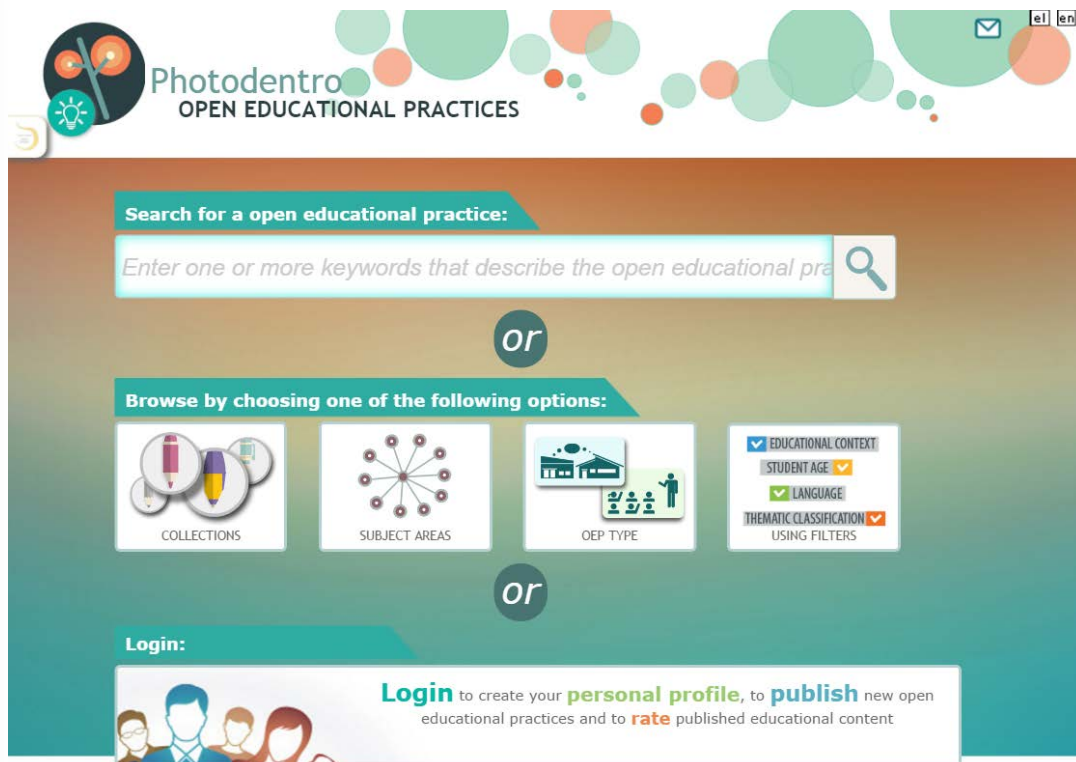 el en
Photodentro
OPEN EDUCATIONAL PRACTICES
Search for a open educational practice:
Enter one or more keywords that describe the open educational pra
or
Browse by choosing one of the following options:
COLLECTIONS
SUBJECT AREAS
OEP TYPE
EDUCATIONAL CONTEXT
STUDENT AGE
LANGUAGE
THEMATIC CLASSIFICATION
USING FILTERS
or
Login:
Login to create your personal profile, to publish new open
educational practices and to rate published educational content